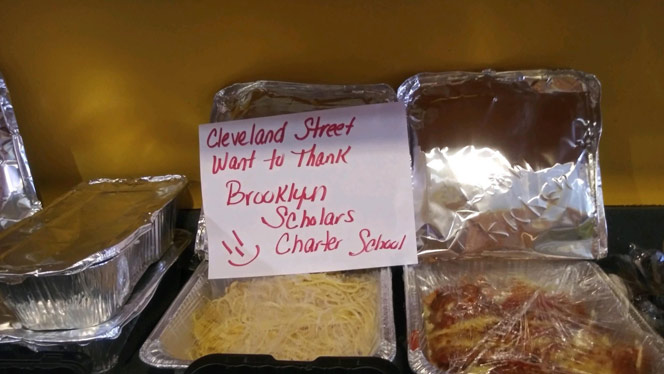 Cleveland Street
Want to Thank
Brooklyn
Scholars
Charter School